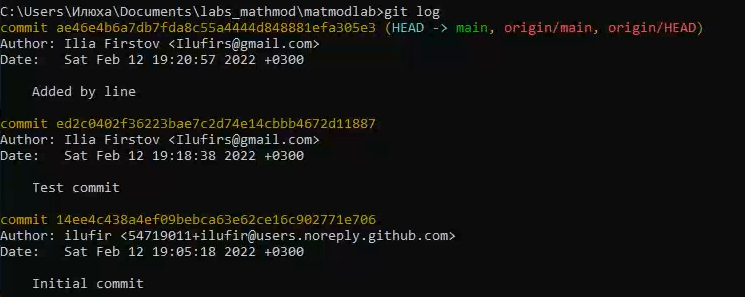 C:\Users\Илюха\Documents\labs_mathmod\matmodlab>git log
commit ae46e4b6a7db7fda8c55a4444d848881efa305e3 (HEAD -> main, origin/main, origin/HEAD)
Author: Ilia Firstov <Ilufirs@gmail.com>
Date:   Sat Feb 12 19:20:57 2022 +0300
Added by line
commit ed2c0402f36223bae7c2d74e14cbbb4672d11887
Author: Ilia Firstov <Ilufirs@gmail.com>
Date:   Sat Feb 12 19:18:38 2022 +0300
Test commit
commit 14ee4c438a4ef09bebca63e62ce16c902771e706
Author: ilufir <54719011+ilufir@users.noreply.github.com>
Date:   Sat Feb 12 19:05:18 2022 +0300
Initial commit